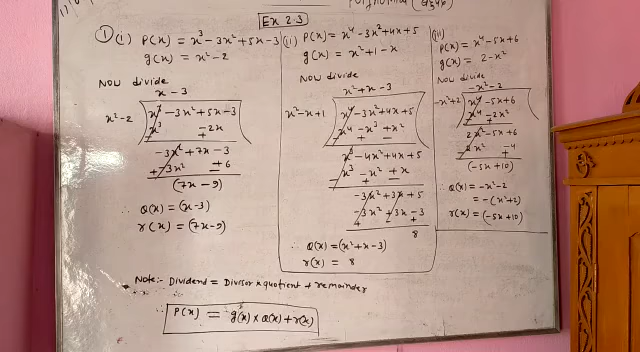 Ex 2.3
① (i) P(x) = x³ - 3x² + 5x - 3
g(x) = x² - 2
Now divide
x - 3
x² - 2 ) x³ - 3x² + 5x - 3
x³ - 2x
+
- 3x² + 7x - 3
- 3x² + 6
+ -
(7x - 9)
∴ Q(x) = (x - 3)
r(x) = (7x - 9)
(ii) P(x) = x⁴ - 3x² + 4x + 5
g(x) = x² + 1 - x
Now divide
x² + x - 3
x² - x + 1 ) x⁴ - 3x² + 4x + 5
x⁴ - x³ + x²
- + -
x³ - 4x² + 4x + 5
x³ - x² + x
- + -
- 3x² + 3x + 5
- 3x² + 3x - 3
+ - +
8
∴ Q(x) = (x² + x - 3)
r(x) = 8
(iii)
P(x) = x⁴ - 5x + 6
g(x) = 2 - x²
Now divide
- x² - 2
- x² + 2 ) x⁴ - 5x + 6
x⁴ - 2x²
- +
2x² - 5x + 6
2x² - 4
- +
(-5x + 10)
∴ Q(x) = - x² - 2
= - (x² + 2)
r(x) = (-5x + 10)
Note:- Dividend = Divisor x quotient + remainder
∴ P(x) = g(x) x Q(x) + r(x)